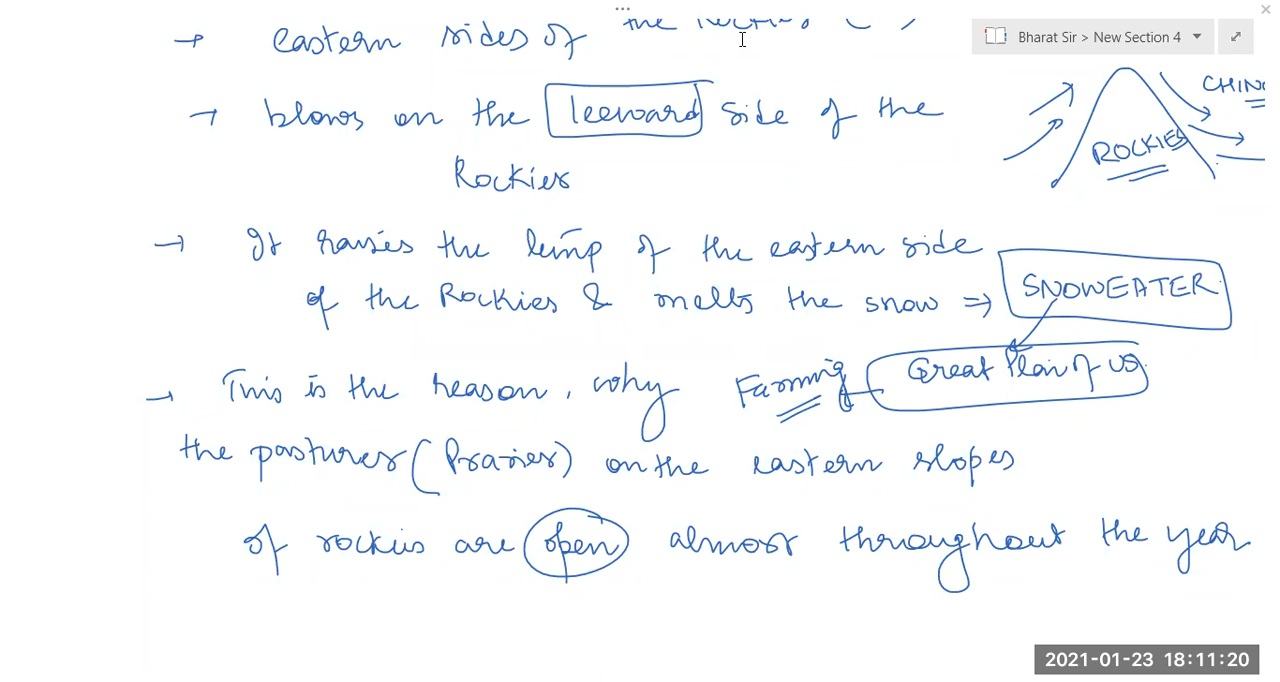 → eastern sides of the
Bharat Sir > New Section 4
→ blows on the leeward side of the
Rockies
CHIN
ROCKIES
→ It raises the temp of the eastern side
of the Rockies & melts the snow ⇒ SNOWEATER
→ This is the reason, why Farming Great Plain of US
the pastures (Praries) on the eastern slopes
of rockies are open almost throughout the year
2021-01-23 18:11:20